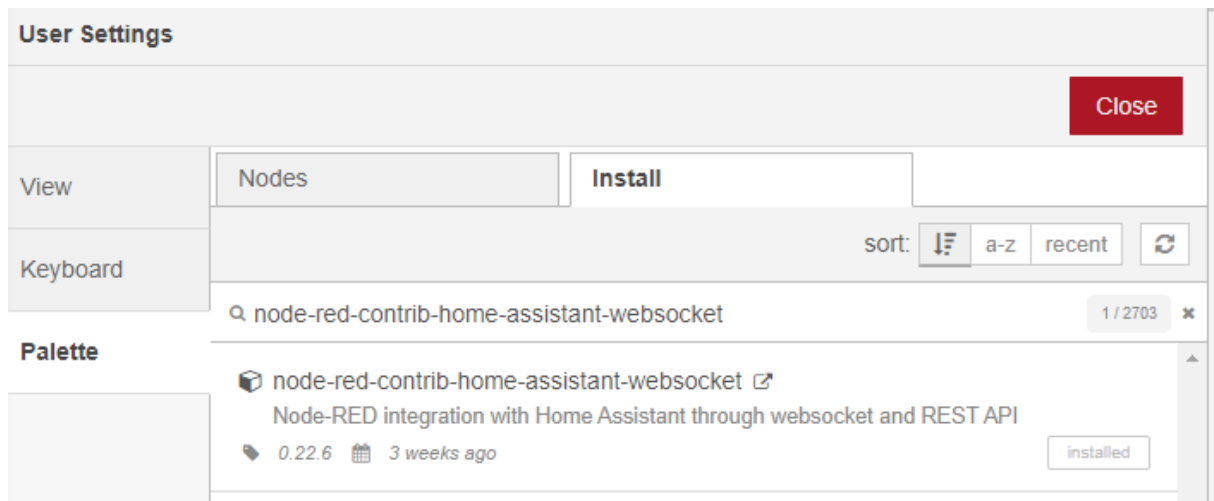 User Settings
Close
View
Nodes
Install
sort:
a-z
recent
Keyboard
node-red-contrib-home-assistant-websocket
1 / 2703
Palette
node-red-contrib-home-assistant-websocket
Node-RED integration with Home Assistant through websocket and REST API
0.22.6
3 weeks ago
installed